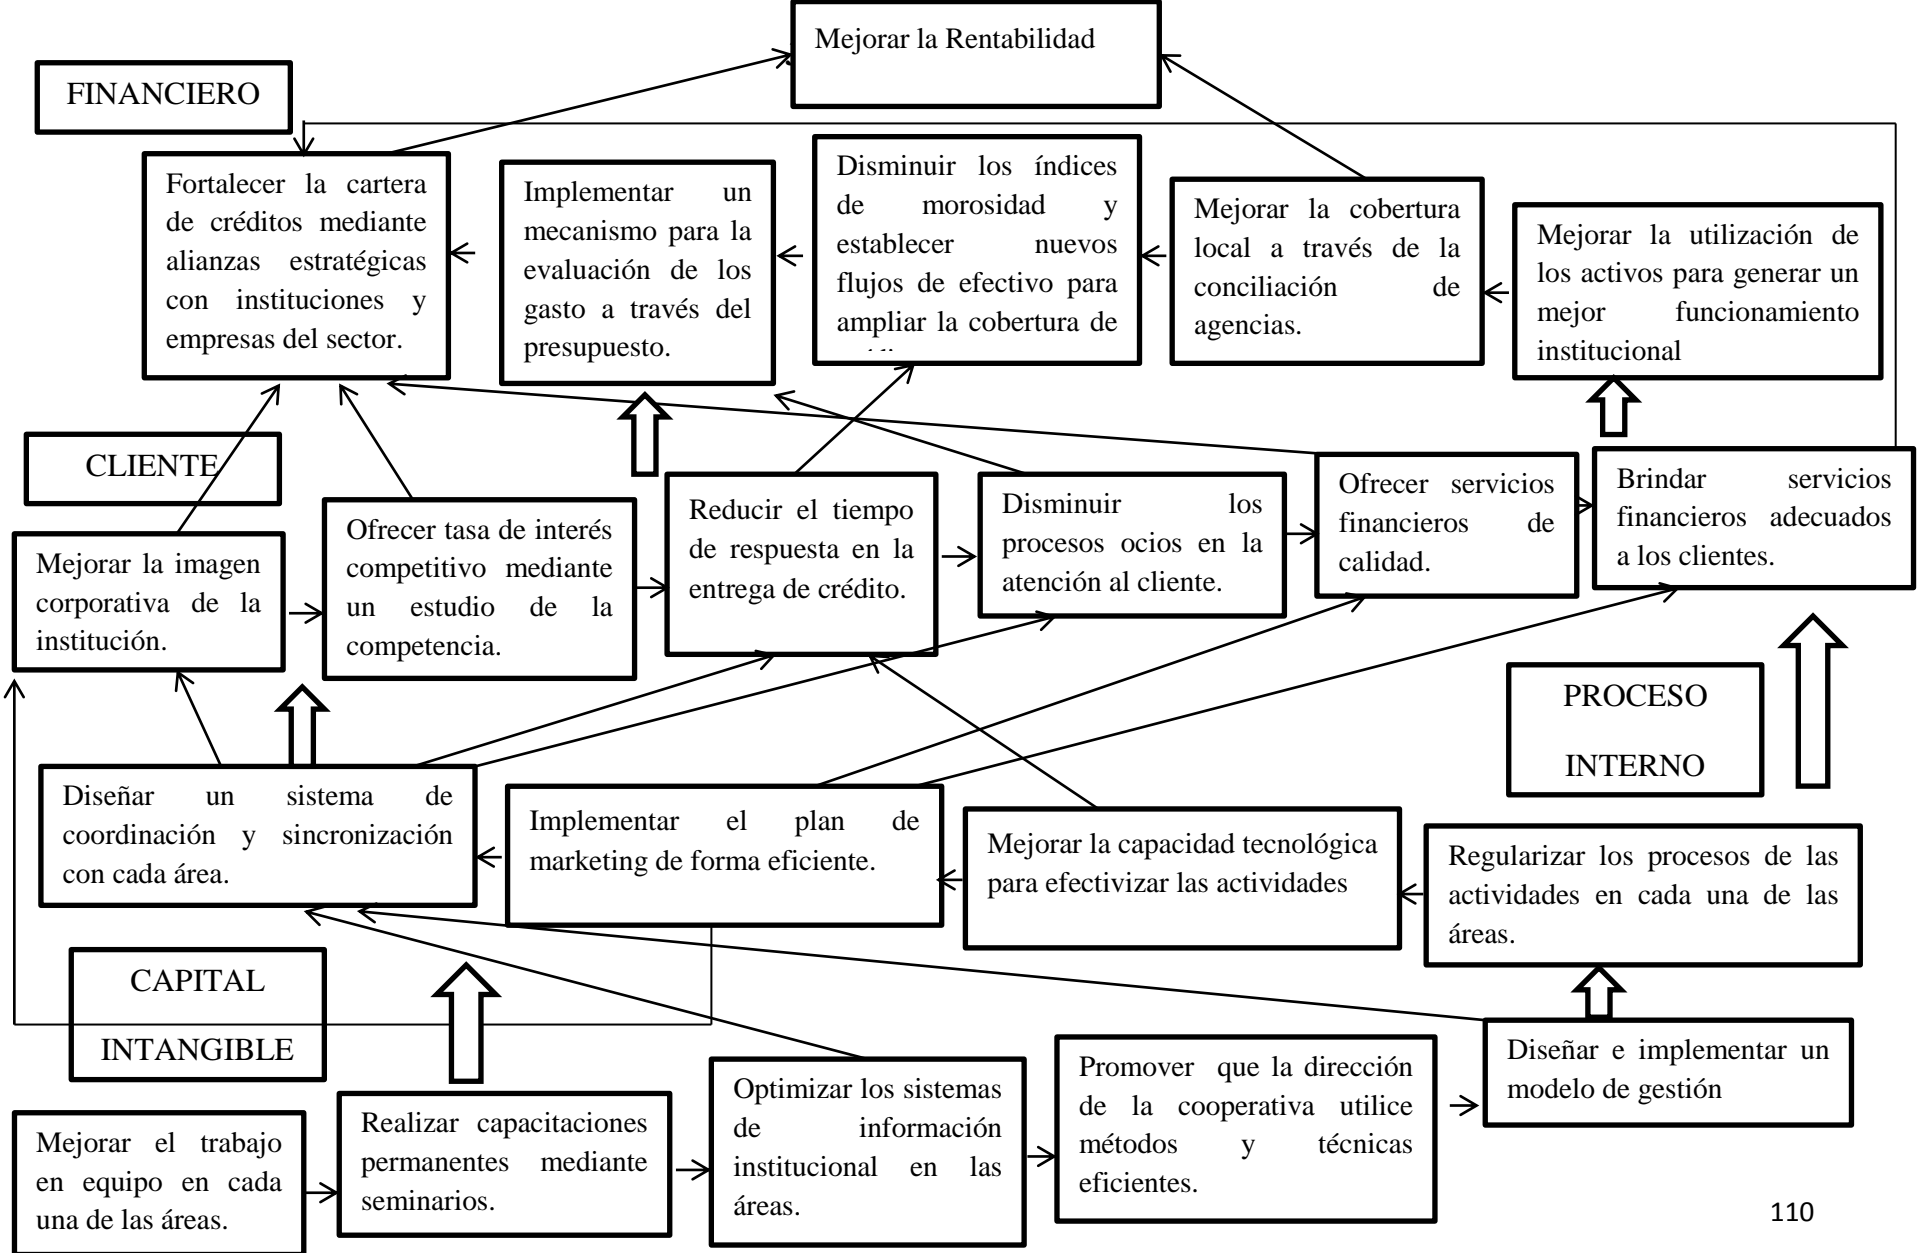 Mejorar la Rentabilidad
FINANCIERO
Fortalecer la cartera
de créditos mediante
alianzas estratégicas
con instituciones y
empresas del sector.
Implementar un
mecanismo para la
evaluación de los
gasto a través del
presupuesto.
Disminuir los índices
de morosidad y
establecer nuevos
flujos de efectivo para
ampliar la cobertura de
Mejorar la cobertura
local a través de la
conciliación de
agencias.
Mejorar la utilización de
los activos para generar un
mejor funcionamiento
institucional
CLIENTE
Mejorar la imagen
corporativa de la
institución.
Ofrecer tasa de interés
competitivo mediante
un estudio de la
competencia.
Reducir el tiempo
de respuesta en la
entrega de crédito.
Disminuir los
procesos ocios en la
atención al cliente.
Ofrecer servicios
financieros de
calidad.
Brindar servicios
financieros adecuados
a los clientes.
PROCESO
INTERNO
Diseñar un sistema de
coordinación y sincronización
con cada área.
Implementar el plan de
marketing de forma eficiente.
Mejorar la capacidad tecnológica
para efectivizar las actividades
Regularizar los procesos de las
actividades en cada una de las
áreas.
CAPITAL
INTANGIBLE
Mejorar el trabajo
en equipo en cada
una de las áreas.
Realizar capacitaciones
permanentes mediante
seminarios.
Optimizar los sistemas
de información
institucional en las
áreas.
Promover que la dirección
de la cooperativa utilice
métodos y técnicas
eficientes.
Diseñar e implementar un
modelo de gestión
110